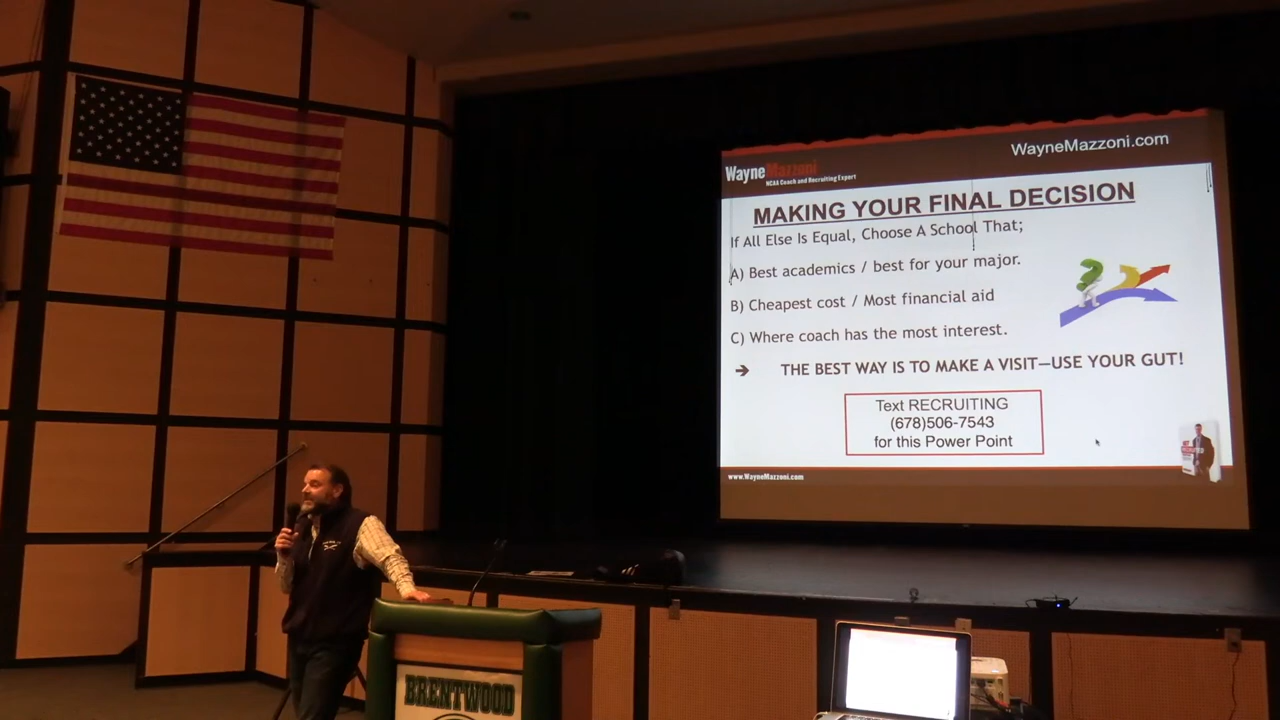 WayneMazzoni
NCAA Coach and Recruiting Expert
WayneMazzoni.com
MAKING YOUR FINAL DECISION
If All Else Is Equal, Choose A School That;
A) Best academics / best for your major.
B) Cheapest cost / Most financial aid
C) Where coach has the most interest.
➔ THE BEST WAY IS TO MAKE A VISIT—USE YOUR GUT!
Text RECRUITING
(678)506-7543
for this Power Point
www.WayneMazzoni.com
BRENTWOOD